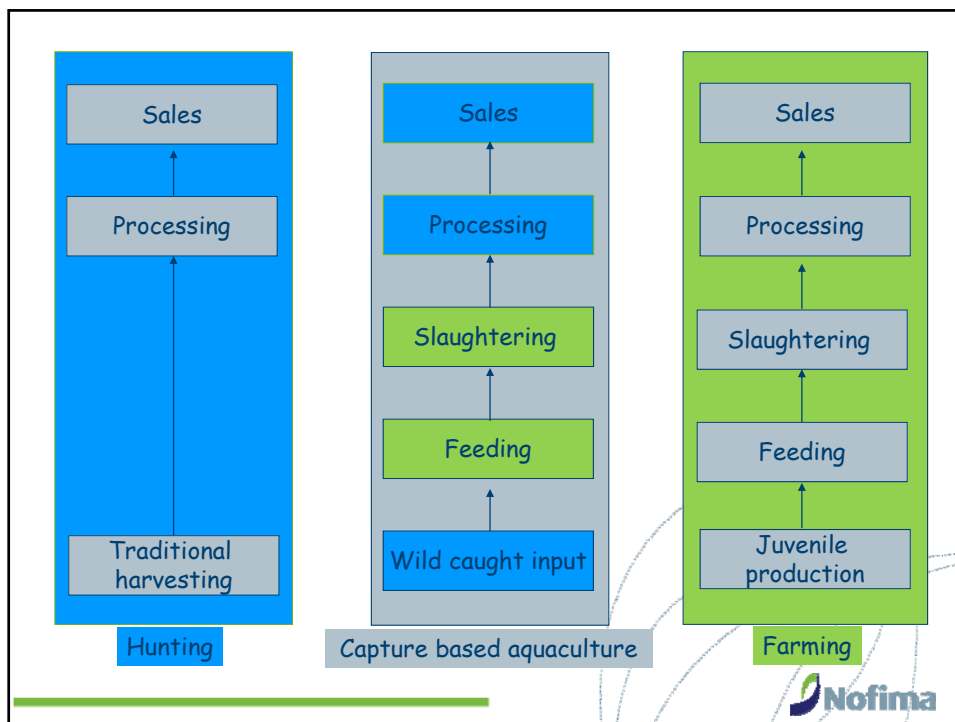 Sales
Processing
Traditional
harvesting
Hunting
Sales
Processing
Slaughtering
Feeding
Wild caught input
Capture based aquaculture
Sales
Processing
Slaughtering
Feeding
Juvenile
production
Farming
Nofima